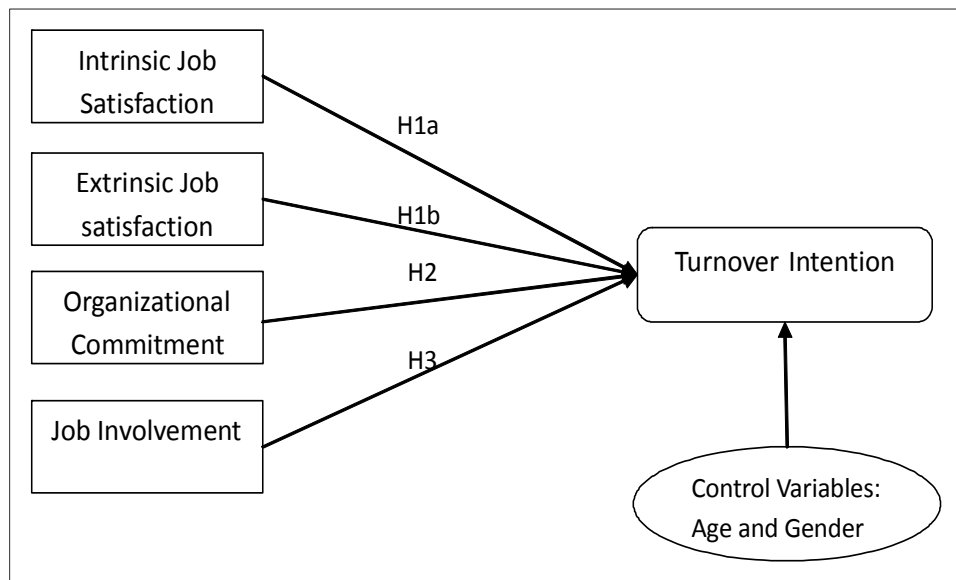 Intrinsic Job
Satisfaction
H1a
Extrinsic Job
satisfaction
H1b
Organizational
Commitment
H2
Job Involvement
H3
Turnover Intention
Control Variables:
Age and Gender